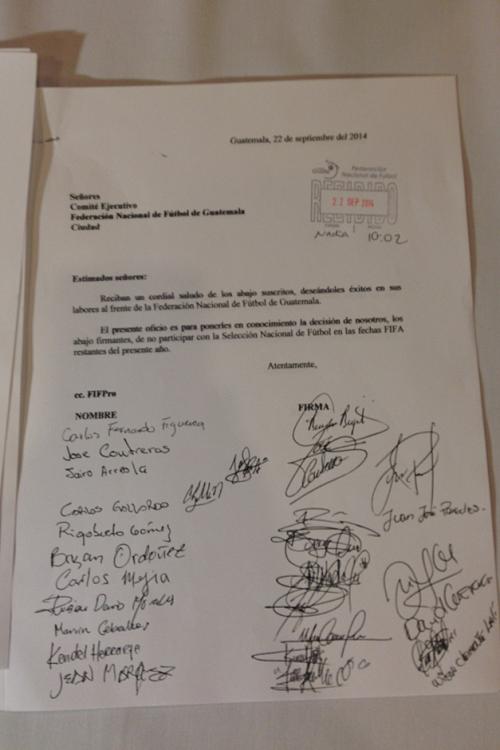 Guatemala, 22 de septiembre del 2014
Federación
Nacional de Futbol
RECIBIDO
22 SEP 2014
10:02
Señores
Comité Ejecutivo
Federación Nacional de Fútbol de Guatemala
Ciudad
Estimados señores:
Reciban un cordial saludo de los abajo suscritos, deseándoles éxitos en sus
labores al frente de la Federación Nacional de Fútbol de Guatemala.
El presente oficio es para ponerles en conocimiento la decisión de nosotros, los
abajo firmantes, de no participar con la Selección Nacional de Fútbol en las fechas FIFA
restantes del presente año.
Atentamente,
cc. FIFPro
NOMBRE FIRMA
Carlos Fernando Figueroa
Jose Contreras
Jairo Arreola
Carlos Gallardo
Juan José Paredes.
Rigoberto Gómez
Brayan Ordoñez
Carlos Mejia
Dario Morales
Marvin Ceballos
Kendel Herrarte
JEAN MARQUEZ